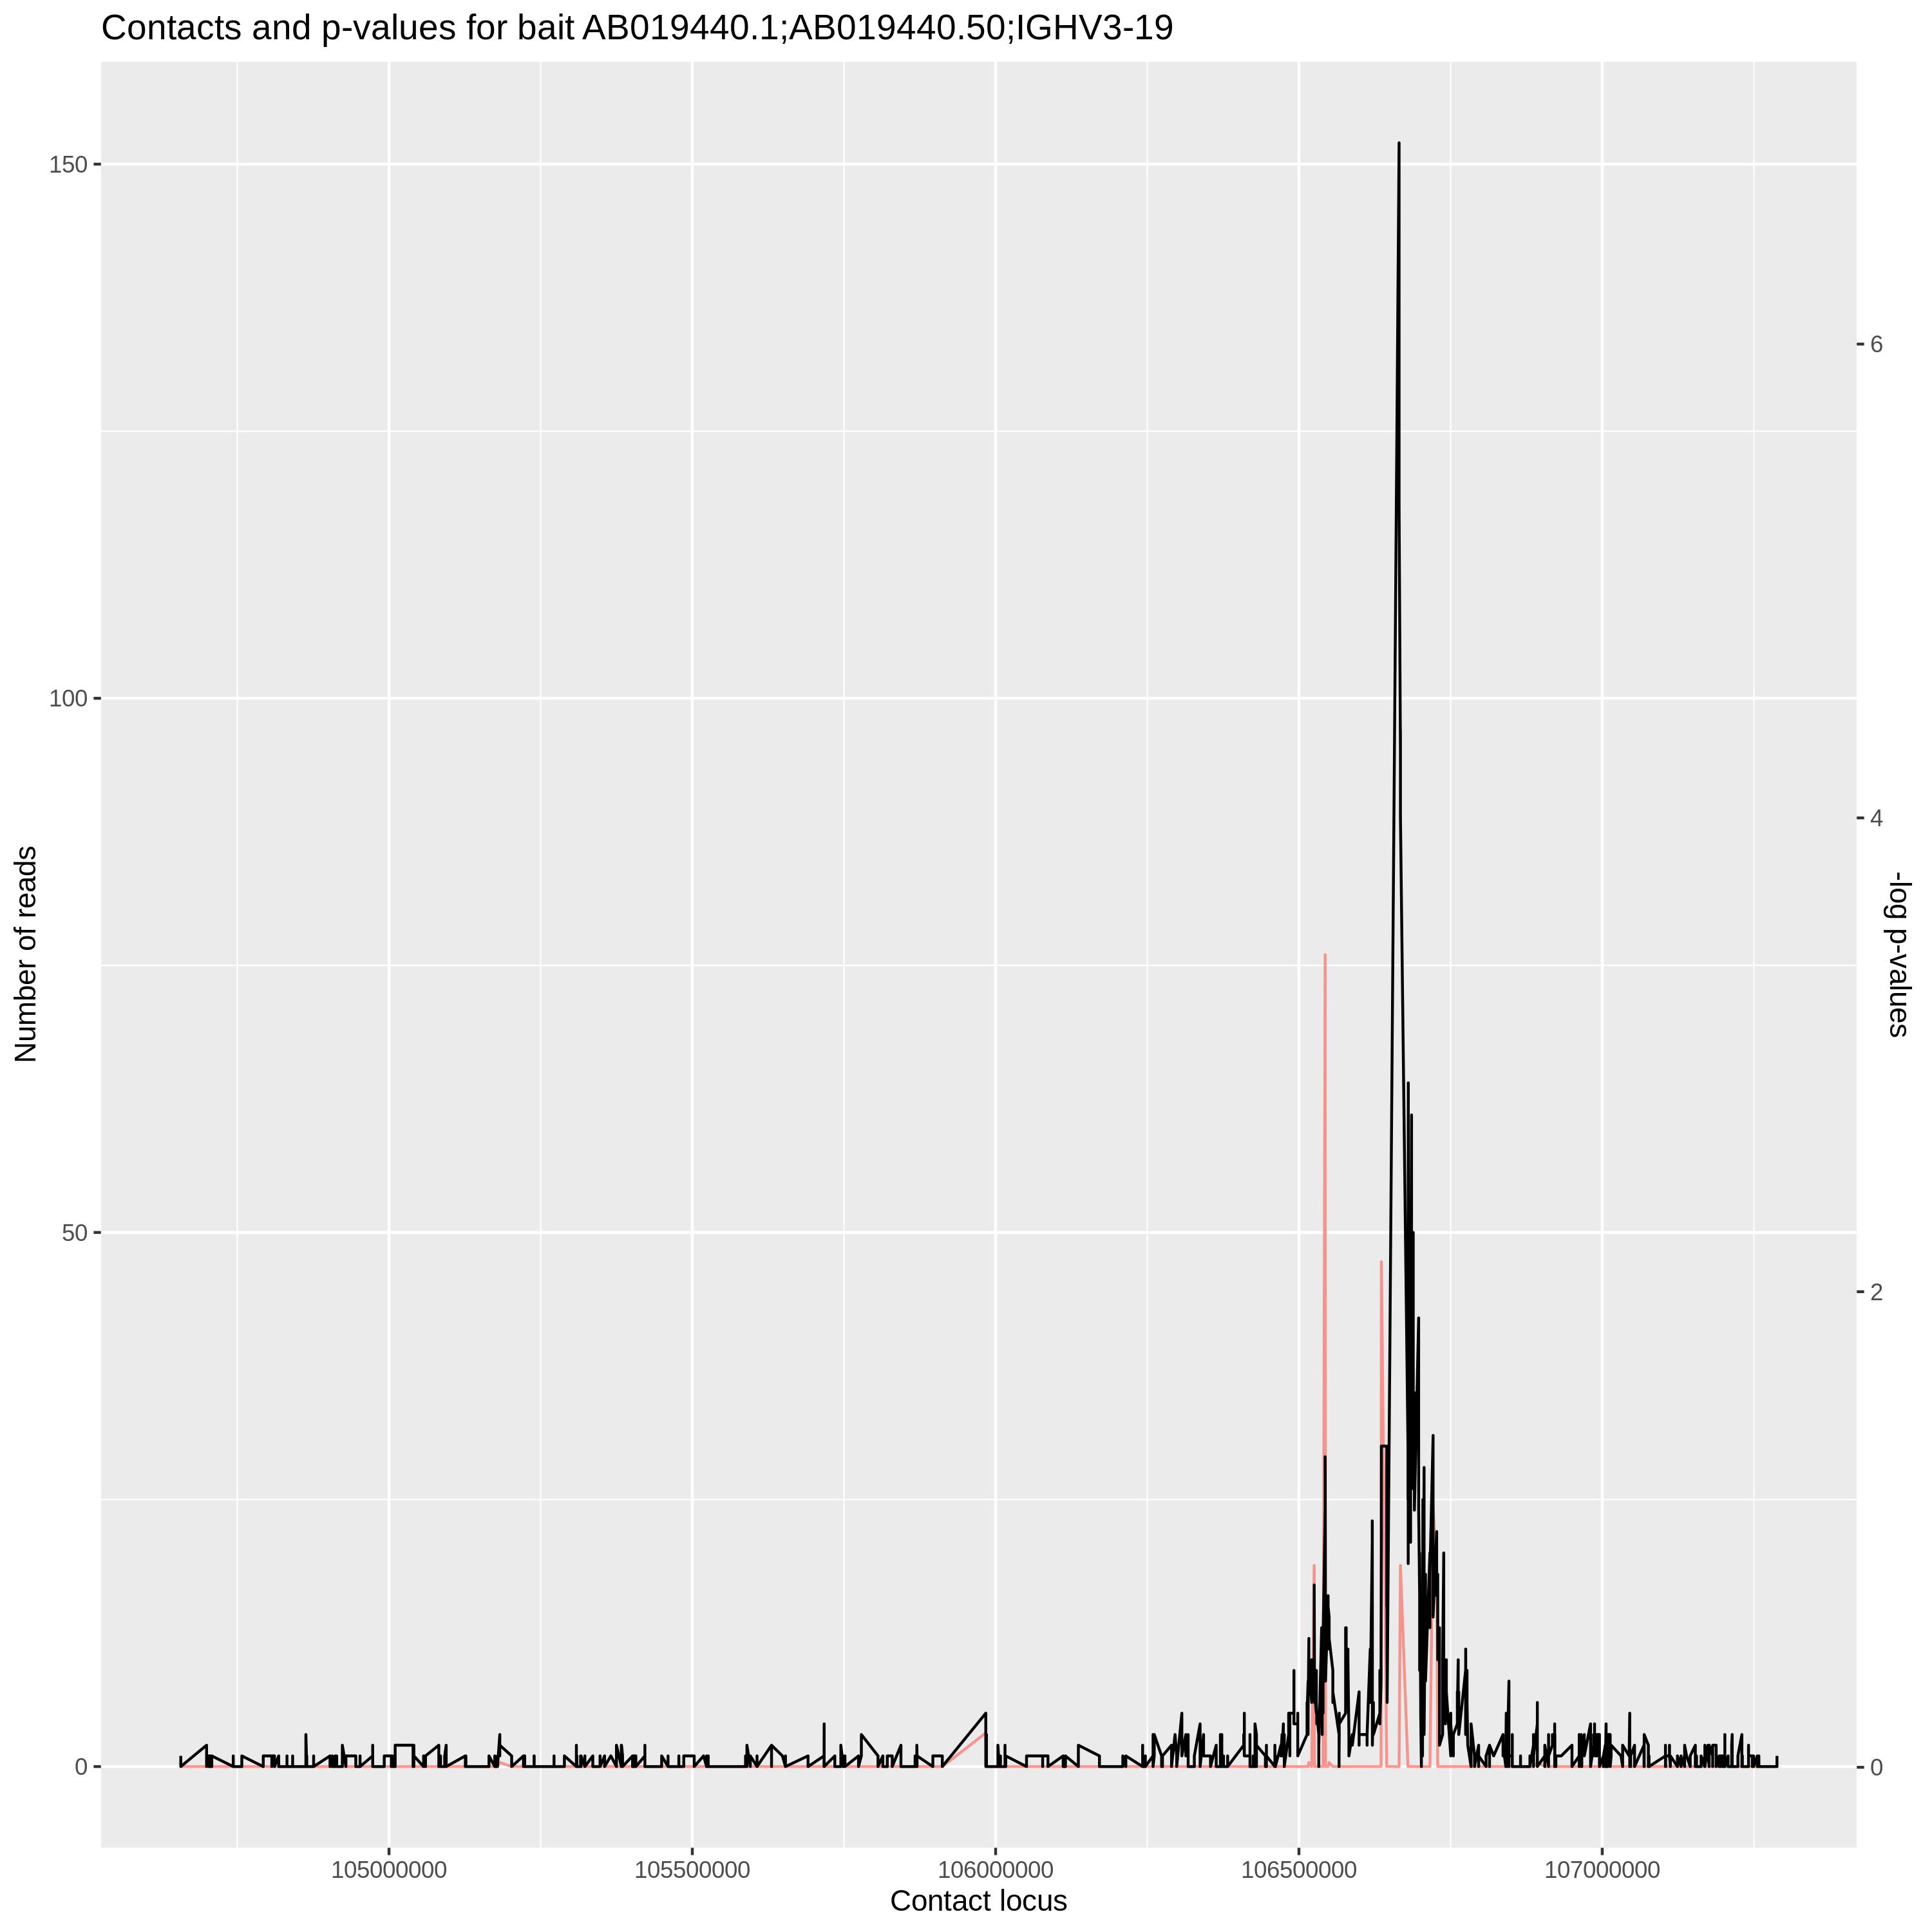 Contacts and p-values for bait AB019440.1;AB019440.50;IGHV3-19
150
100
50
0
Number of reads
6
4
2
0
-log p-values
105000000 105500000 106000000 106500000 107000000
Contact locus